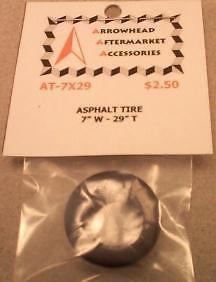 ARROWHEAD
AFTERMARKET
ACCESSORIES
AT-7X29 $2.50
ASPHALT TIRE
7" W - 29" T